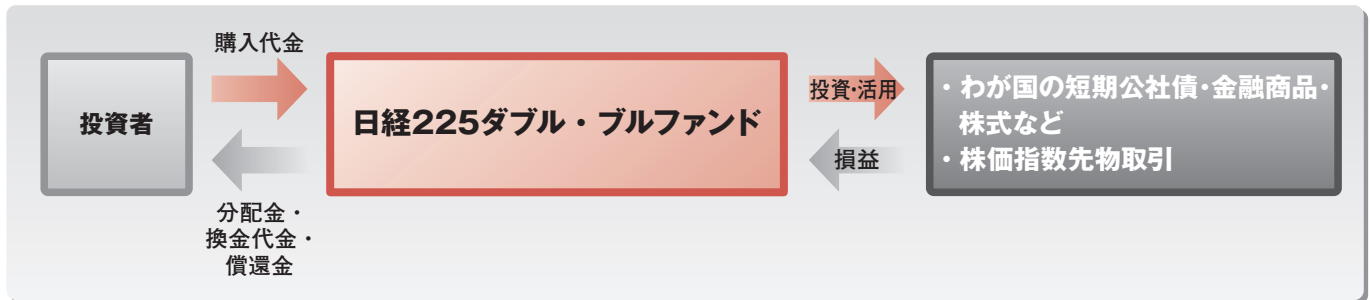 購入代金
投資者
分配金・
換金代金・
償還金
日経225ダブル・ブルファンド
投資・活用
損益
・わが国の短期公社債・金融商品・
株式など
・株価指数先物取引